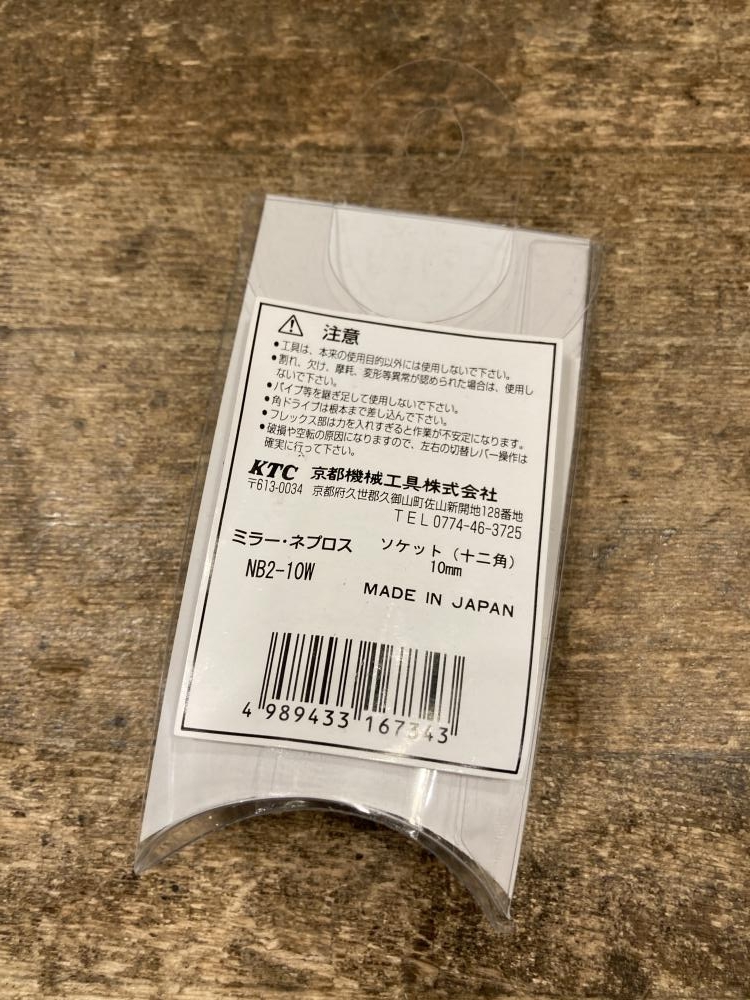 注意
●工具は、本来の使用目的以外には使用しないで下さい。
●割れ、欠け、摩耗、変形等異常が認められた場合は、使用し
ないで下さい。
●パイプ等を継ぎ足して使用しないで下さい。
●角ドライブは根本まで差し込んで下さい。
●フレックス部は力を入れすぎると作業が不安定になります。
●破損や空転の原因になりますので、左右の切替レバー操作は
確実に行って下さい。
KTC 京都機械工具株式会社
〒613-0034 京都府久世郡久御山町佐山新開地128番地
TEL 0774-46-3725
ミラー・ネプロス ソケット(十二角)
NB2-10W 10mm
MADE IN JAPAN
4 989433 167343